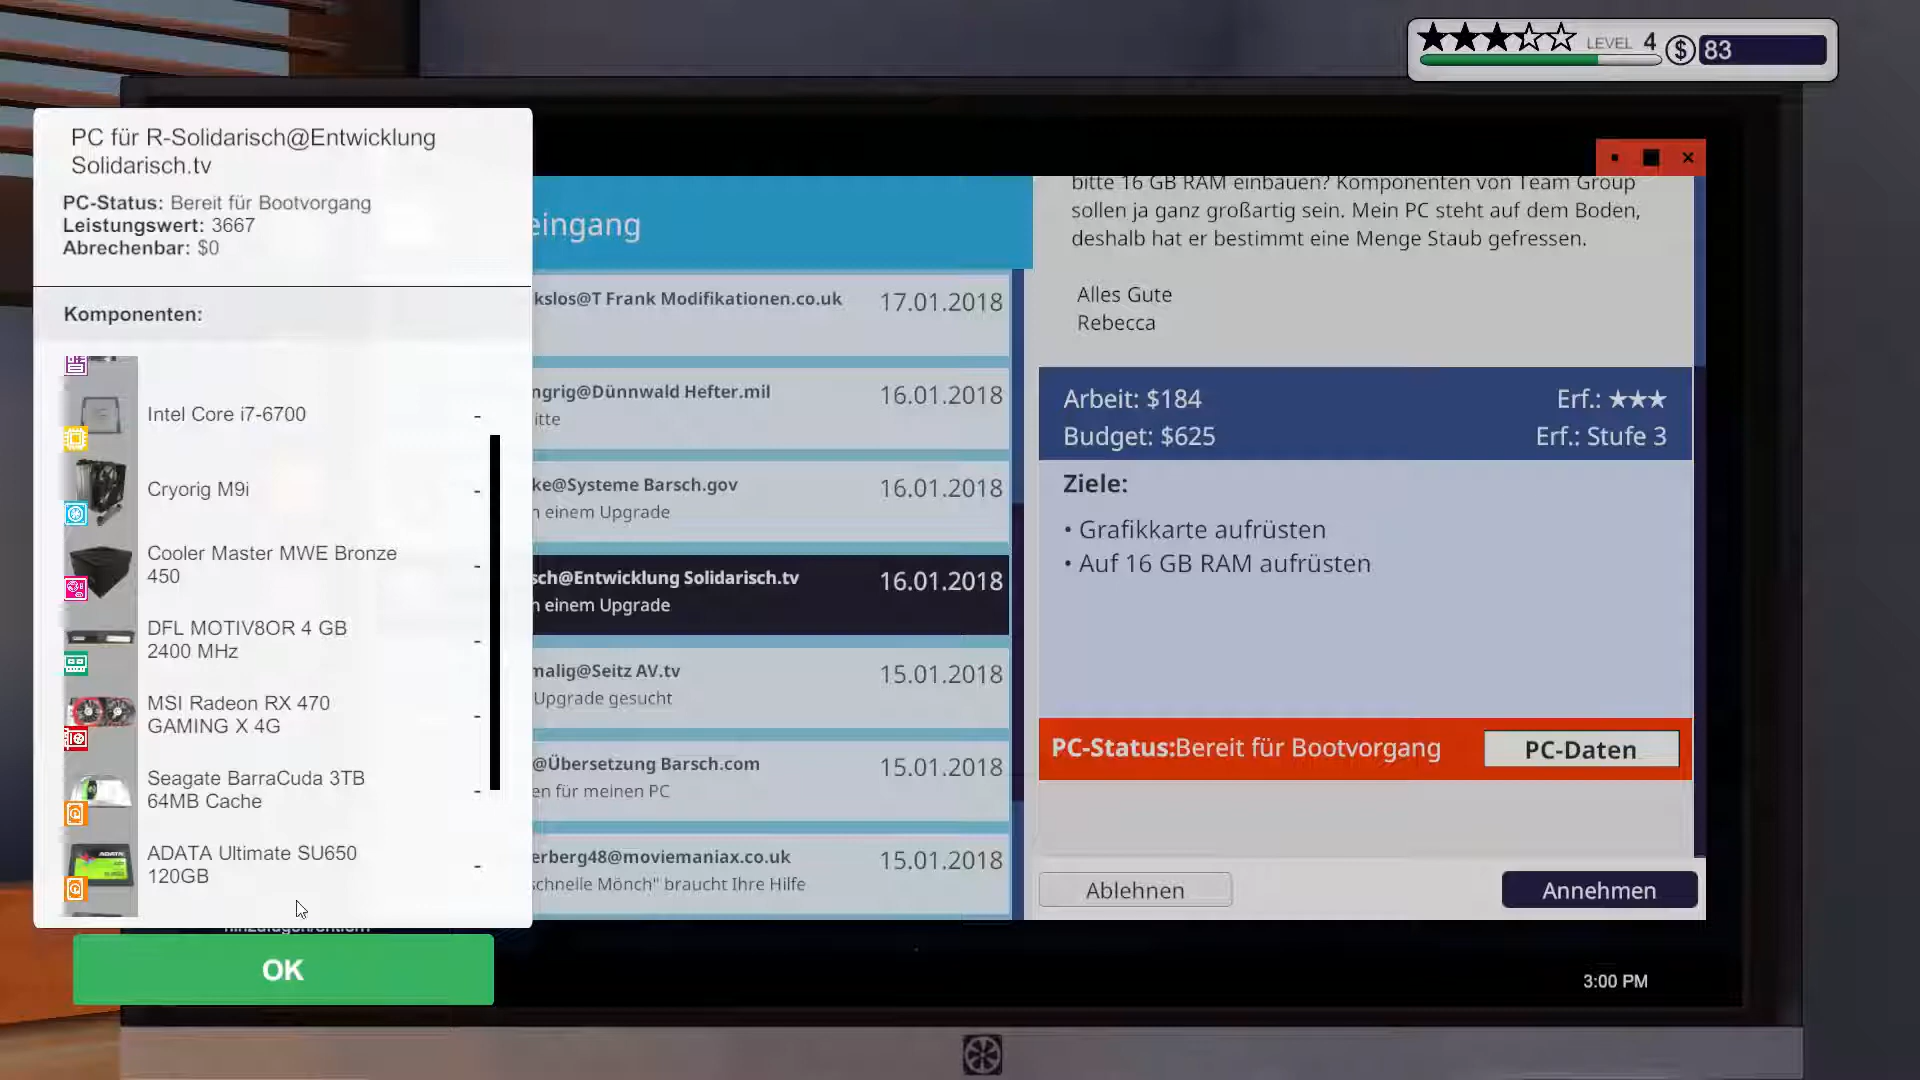 LEVEL 4 $ 83
PC für R-Solidarisch@Entwicklung
Solidarisch.tv
PC-Status: Bereit für Bootvorgang
Leistungswert: 3667
Abrechenbar: $0
Komponenten:
Intel Core i7-6700 -
Cryorig M9i -
Cooler Master MWE Bronze
450 -
DFL MOTIV8OR 4 GB
2400 MHz -
MSI Radeon RX 470
GAMING X 4G -
Seagate BarraCuda 3TB
64MB Cache -
ADATA Ultimate SU650
120GB -
OK
eingang
kslos@T Frank Modifikationen.co.uk 17.01.2018
ngrig@Dünnwald Hefter.mil 16.01.2018
itte
ke@Systeme Barsch.gov 16.01.2018
n einem Upgrade
sch@Entwicklung Solidarisch.tv 16.01.2018
n einem Upgrade
malig@Seitz AV.tv 15.01.2018
Upgrade gesucht
@Übersetzung Barsch.com 15.01.2018
en für meinen PC
erberg48@moviemaniax.co.uk 15.01.2018
schnelle Mönch" braucht Ihre Hilfe
bitte 16 GB RAM einbauen? Komponenten von Team Group
sollen ja ganz großartig sein. Mein PC steht auf dem Boden,
deshalb hat er bestimmt eine Menge Staub gefressen.
Alles Gute
Rebecca
Arbeit: $184 Erf.: ★★★
Budget: $625 Erf.: Stufe 3
Ziele:
• Grafikkarte aufrüsten
• Auf 16 GB RAM aufrüsten
PC-Status:Bereit für Bootvorgang PC-Daten
Ablehnen Annehmen
3:00 PM